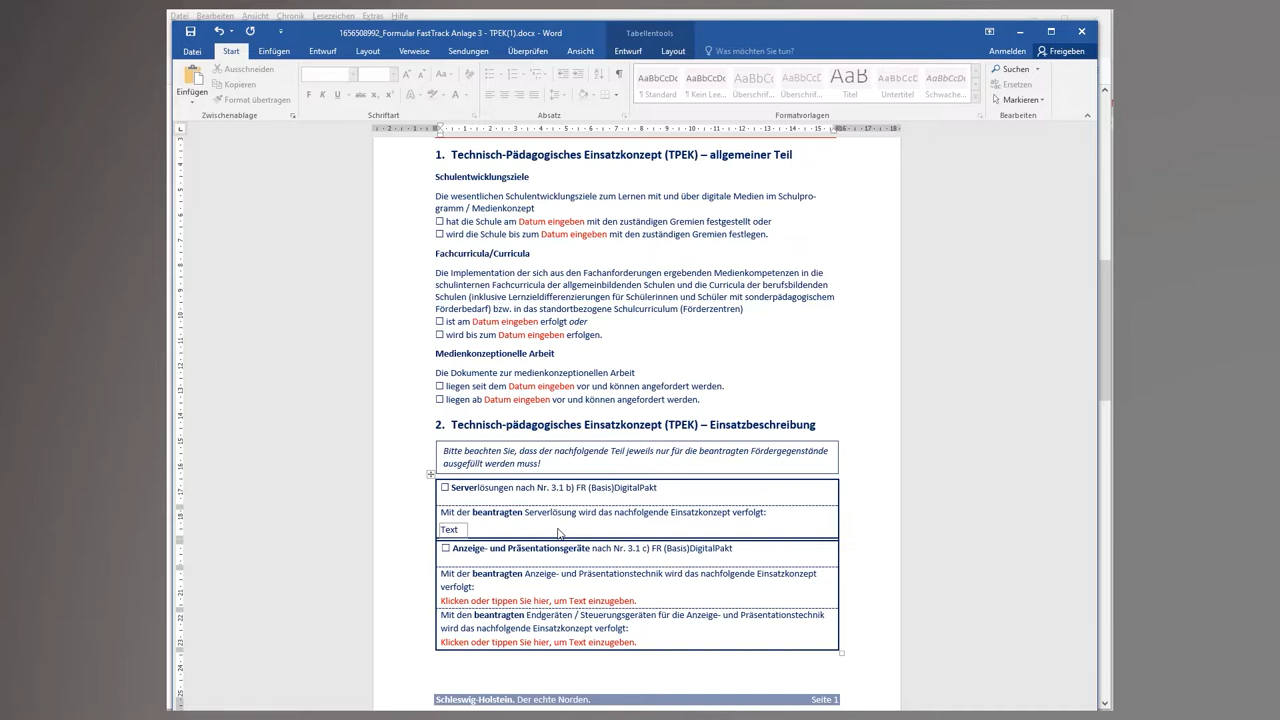 Datei Bearbeiten Ansicht Chronik Lesezeichen Extras Hilfe
1656508992_Formular FastTrack Anlage 3 - TPEK(1).docx - Word
Tabellentools
Datei Start Einfügen Entwurf Layout Verweise Sendungen Überprüfen Ansicht Entwurf Layout Was möchten Sie tun? Anmelden Freigeben
Einfügen
Ausschneiden
Kopieren
Format übertragen
Zwischenablage
F K U abc x₂ x²
Schriftart
Absatz
AaBbCcDc AaBbCcDc AaBbCcDc AaBbCcDc AaB AaBbCcDc AaBbCcDc
¶ Standard ¶ Kein Lee... Überschrif... Überschrif... Titel Untertitel Schwache...
Formatvorlagen
Suchen
Ersetzen
Markieren
Bearbeiten
1. Technisch-Pädagogisches Einsatzkonzept (TPEK) – allgemeiner Teil
Schulentwicklungsziele
Die wesentlichen Schulentwicklungsziele zum Lernen mit und über digitale Medien im Schulpro-
gramm / Medienkonzept
☐ hat die Schule am Datum eingeben mit den zuständigen Gremien festgestellt oder
☐ wird die Schule bis zum Datum eingeben mit den zuständigen Gremien festlegen.
Fachcurricula/Curricula
Die Implementation der sich aus den Fachanforderungen ergebenden Medienkompetenzen in die
schulinternen Fachcurricula der allgemeinbildenden Schulen und die Curricula der berufsbildenden
Schulen (inklusive Lernzieldifferenzierungen für Schülerinnen und Schüler mit sonderpädagogischem
Förderbedarf) bzw. in das standortbezogene Schulcurriculum (Förderzentren)
☐ ist am Datum eingeben erfolgt oder
☐ wird bis zum Datum eingeben erfolgen.
Medienkonzeptionelle Arbeit
Die Dokumente zur medienkonzeptionellen Arbeit
☐ liegen seit dem Datum eingeben vor und können angefordert werden.
☐ liegen ab Datum eingeben vor und können angefordert werden.
2. Technisch-pädagogisches Einsatzkonzept (TPEK) – Einsatzbeschreibung
Bitte beachten Sie, dass der nachfolgende Teil jeweils nur für die beantragten Fördergegenstände
ausgefüllt werden muss!
☐ Serverlösungen nach Nr. 3.1 b) FR (Basis)DigitalPakt
Mit der beantragten Serverlösung wird das nachfolgende Einsatzkonzept verfolgt:
Text
☐ Anzeige- und Präsentationsgeräte nach Nr. 3.1 c) FR (Basis)DigitalPakt
Mit der beantragten Anzeige- und Präsentationstechnik wird das nachfolgende Einsatzkonzept
verfolgt:
Klicken oder tippen Sie hier, um Text einzugeben.
Mit den beantragten Endgeräten / Steuerungsgeräten für die Anzeige- und Präsentationstechnik
wird das nachfolgende Einsatzkonzept verfolgt:
Klicken oder tippen Sie hier, um Text einzugeben.
Schleswig-Holstein. Der echte Norden. Seite 1